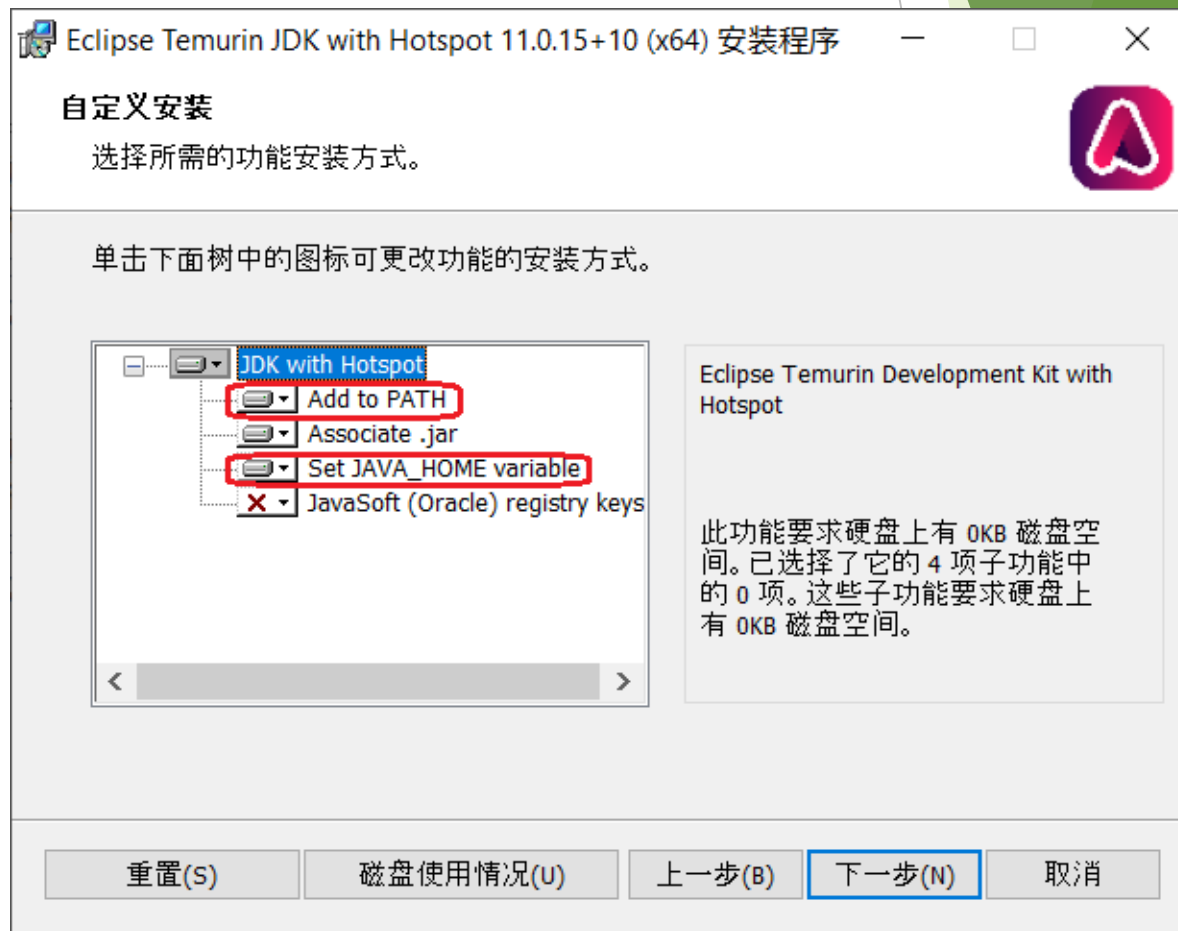 Eclipse Temurin JDK with Hotspot 11.0.15+10 (x64) 安装程序
自定义安装
选择所需的功能安装方式。
单击下面树中的图标可更改功能的安装方式。
JDK with Hotspot
Add to PATH
Associate .jar
Set JAVA_HOME variable
JavaSoft (Oracle) registry keys
Eclipse Temurin Development Kit with
Hotspot
此功能要求硬盘上有 0KB 磁盘空
间。已选择了它的 4 项子功能中
的 0 项。这些子功能要求硬盘上
有 0KB 磁盘空间。
重置(S) 磁盘使用情况(U) 上一步(B) 下一步(N) 取消